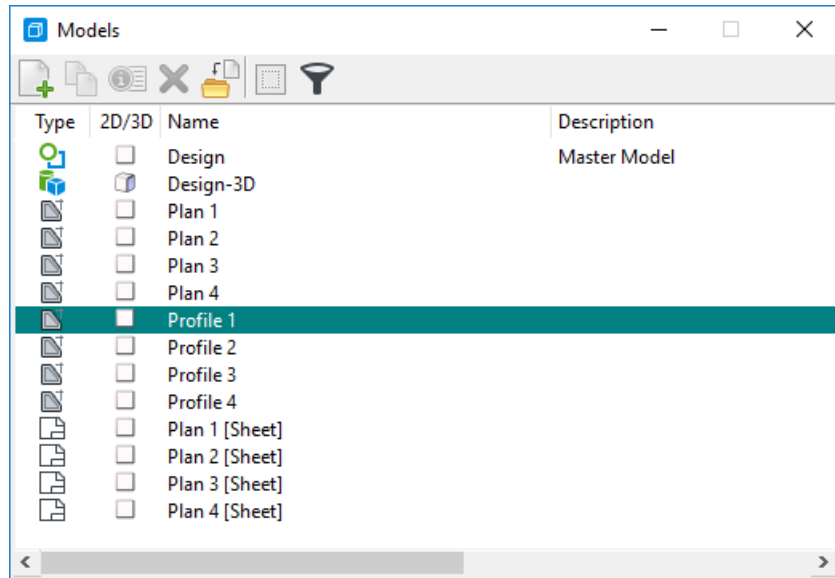 Models
Type 2D/3D Name Description
Design Master Model
Design-3D
Plan 1
Plan 2
Plan 3
Plan 4
Profile 1
Profile 2
Profile 3
Profile 4
Plan 1 [Sheet]
Plan 2 [Sheet]
Plan 3 [Sheet]
Plan 4 [Sheet]